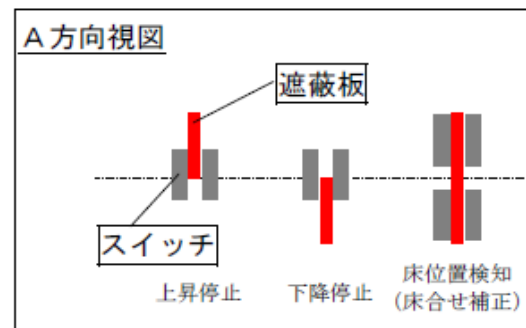 A方向視図
遮蔽板
スイッチ
上昇停止
下降停止
床位置検知
(床合せ補正)